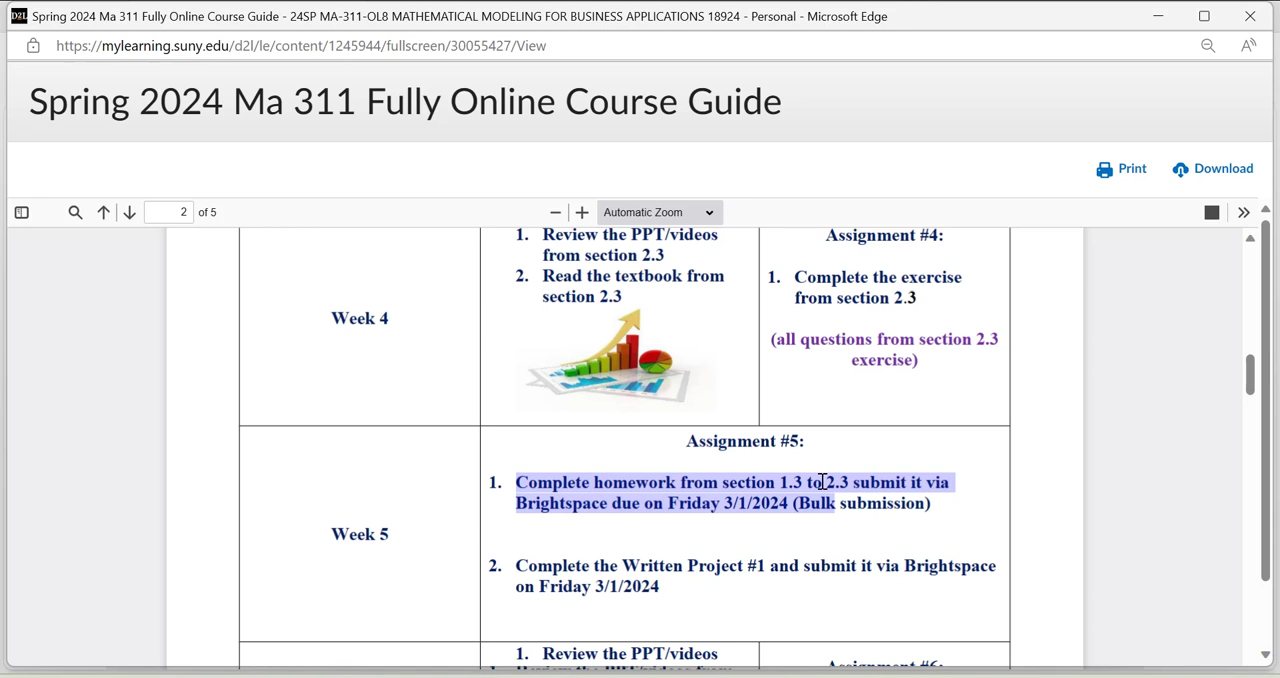 Spring 2024 Ma 311 Fully Online Course Guide - 24SP MA-311-OL8 MATHEMATICAL MODELING FOR BUSINESS APPLICATIONS 18924 - Personal - Microsoft Edge
https://mylearning.suny.edu/d2l/le/content/1245944/fullscreen/30055427/View
Spring 2024 Ma 311 Fully Online Course Guide
Print
Download
2 of 5
Automatic Zoom
Week 4
1. Review the PPT/videos
from section 2.3
2. Read the textbook from
section 2.3
Assignment #4:
1. Complete the exercise
from section 2.3
(all questions from section 2.3
exercise)
Week 5
Assignment #5:
1. Complete homework from section 1.3 to 2.3 submit it via
Brightspace due on Friday 3/1/2024 (Bulk submission)
2. Complete the Written Project #1 and submit it via Brightspace
on Friday 3/1/2024
1. Review the PPT/videos
Assignment #6: